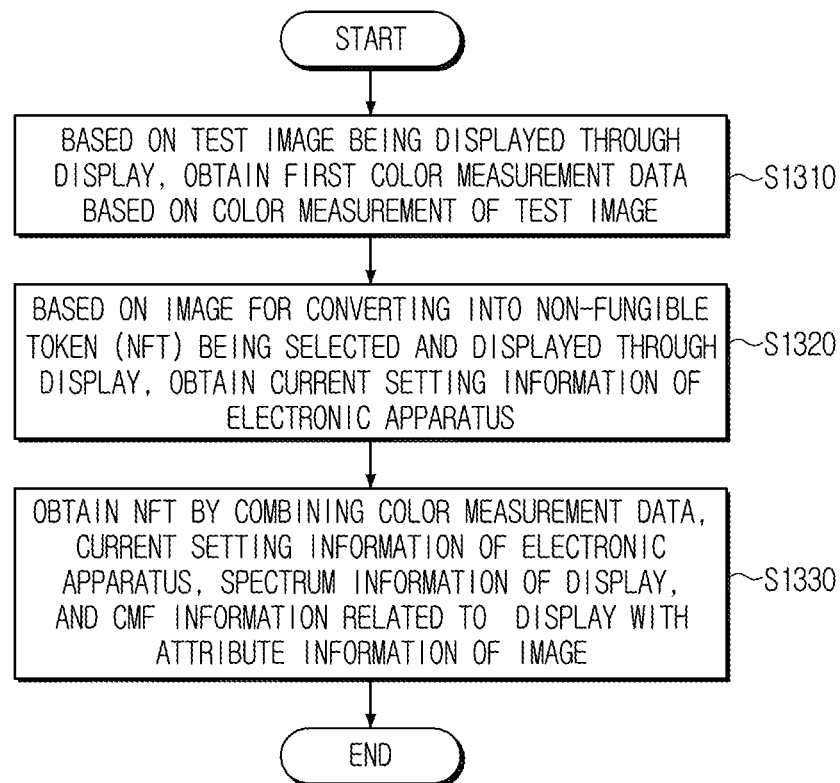 START
BASED ON TEST IMAGE BEING DISPLAYED THROUGH
DISPLAY, OBTAIN FIRST COLOR MEASUREMENT DATA
BASED ON COLOR MEASUREMENT OF TEST IMAGE
S1310
BASED ON IMAGE FOR CONVERTING INTO NON-FUNGIBLE
TOKEN (NFT) BEING SELECTED AND DISPLAYED THROUGH
DISPLAY, OBTAIN CURRENT SETTING INFORMATION OF
ELECTRONIC APPARATUS
S1320
OBTAIN NFT BY COMBINING COLOR MEASUREMENT DATA,
CURRENT SETTING INFORMATION OF ELECTRONIC
APPARATUS, SPECTRUM INFORMATION OF DISPLAY,
AND CMF INFORMATION RELATED TO DISPLAY WITH
ATTRIBUTE INFORMATION OF IMAGE
S1330
END